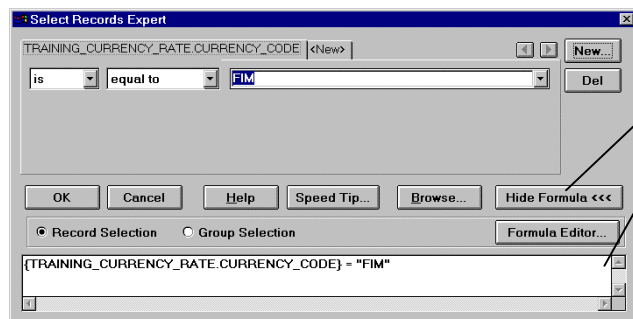 Select Records Expert
TRAINING_CURRENCY_RATE.CURRENCY_CODE <New> New...
is equal to FIM Del
OK Cancel Help Speed Tip... Browse... Hide Formula <<<
Record Selection Group Selection Formula Editor...
{TRAINING_CURRENCY_RATE.CURRENCY_CODE} = "FIM"